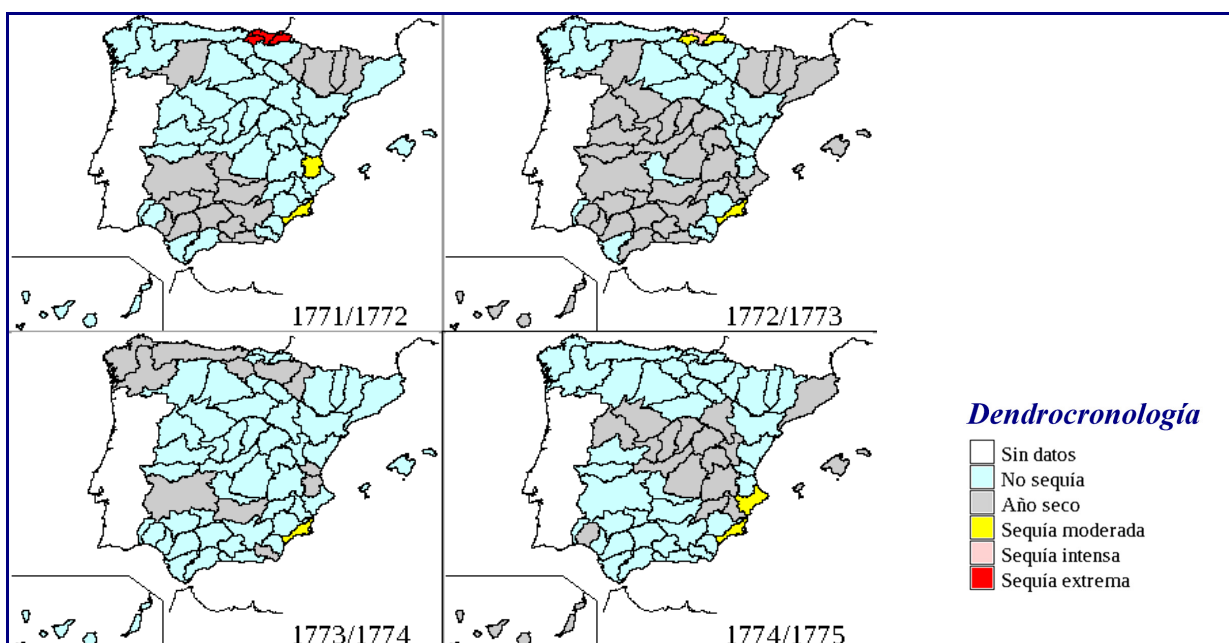 1771/1772
1772/1773
1773/1774
1774/1775
Dendrocronología
Sin datos
No sequía
Año seco
Sequía moderada
Sequía intensa
Sequía extrema